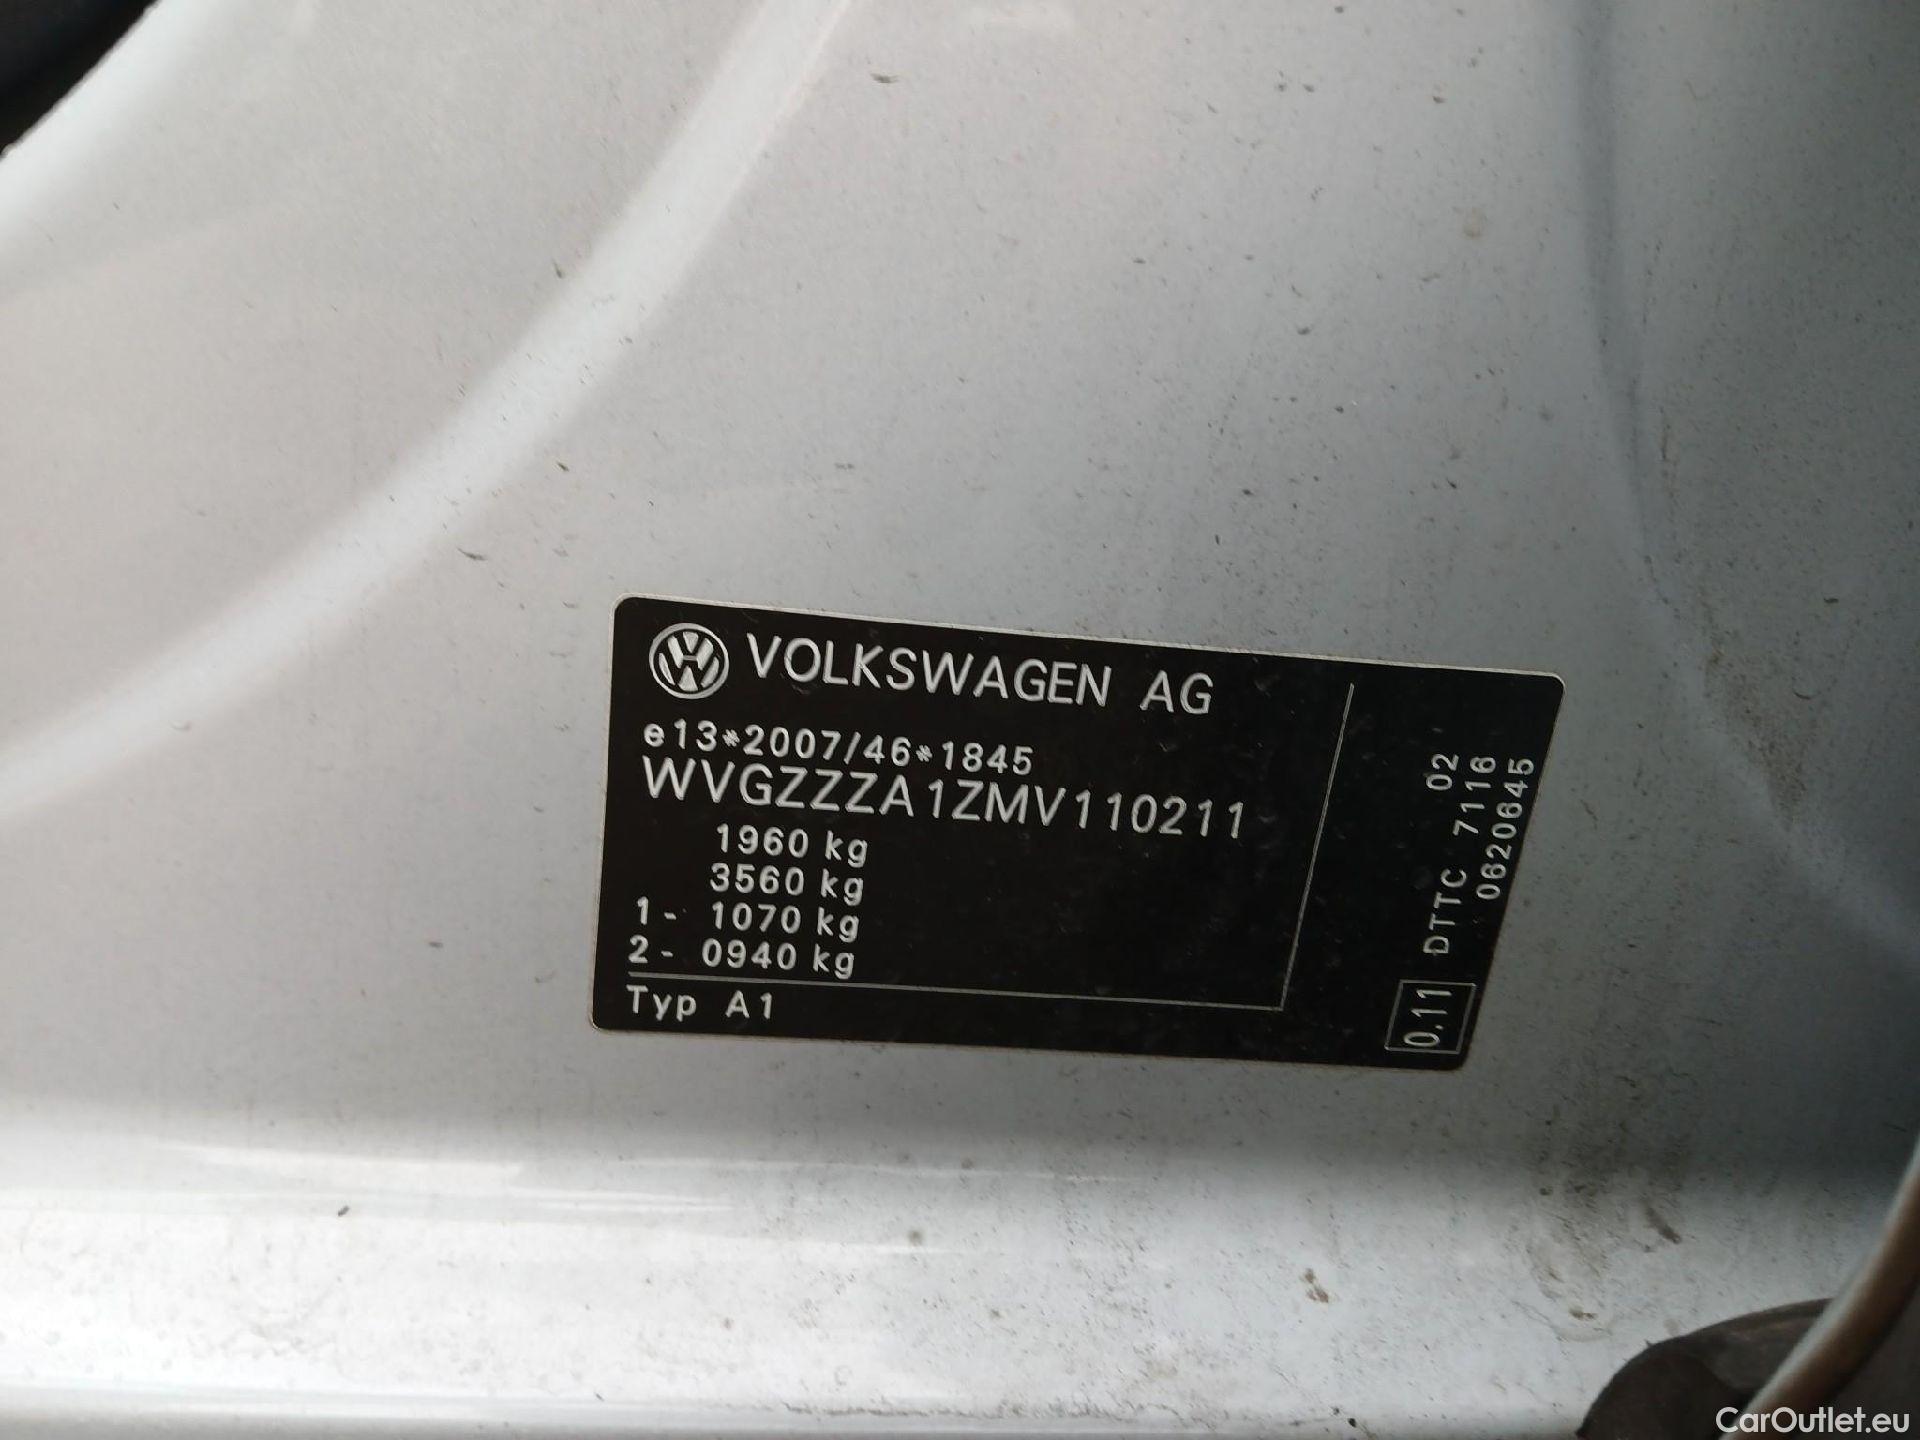 VOLKSWAGEN AG
e13*2007/46*1845
WVGZZZA1ZMV110211
1960 kg
3560 kg
1- 1070 kg
2- 0940 kg
Typ A1
0.11 DTTC 7116 02
0620645
CarOutlet.eu